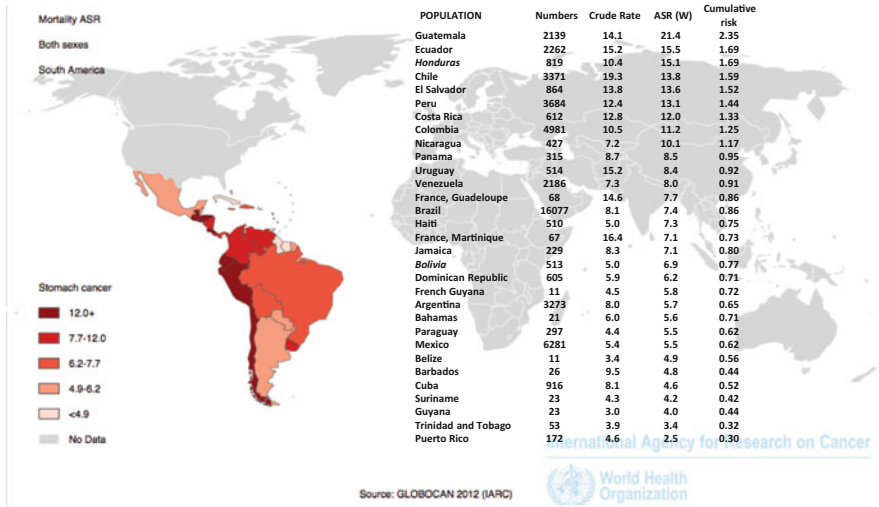 Mortality ASR
Both sexes
South America
POPULATION Numbers Crude Rate ASR (W) Cumulative risk
Guatemala 2139 14.1 21.4 2.35
Ecuador 2262 15.2 15.5 1.69
Honduras 819 10.4 15.1 1.69
Chile 3371 19.3 13.8 1.59
El Salvador 864 13.8 13.6 1.52
Peru 3684 12.4 13.1 1.44
Costa Rica 612 12.8 12.0 1.33
Colombia 4981 10.5 11.2 1.25
Nicaragua 427 7.2 10.1 1.17
Panama 315 8.7 8.5 0.95
Uruguay 514 15.2 8.4 0.92
Venezuela 2186 7.3 8.0 0.91
France, Guadeloupe 68 14.6 7.7 0.86
Brazil 16077 8.1 7.4 0.86
Haiti 510 5.0 7.3 0.75
France, Martinique 67 16.4 7.1 0.73
Jamaica 229 8.3 7.1 0.80
Bolivia 513 5.0 6.9 0.77
Dominican Republic 605 5.9 6.2 0.71
French Guyana 11 4.5 5.8 0.72
Argentina 3273 8.0 5.7 0.65
Bahamas 21 6.0 5.6 0.71
Paraguay 297 4.4 5.5 0.62
Mexico 6281 5.4 5.5 0.62
Belize 11 3.4 4.9 0.56
Barbados 26 9.5 4.8 0.44
Cuba 916 8.1 4.6 0.52
Suriname 23 4.3 4.2 0.42
Guyana 23 3.0 4.0 0.44
Trinidad and Tobago 53 3.9 3.4 0.32
Puerto Rico 172 4.6 2.5 0.30
Stomach cancer
12.0+
7.7-12.0
6.2-7.7
4.9-6.2
<4.9
No Data
International Agency for Research on Cancer
World Health
Organization
Source: GLOBOCAN 2012 (IARC)